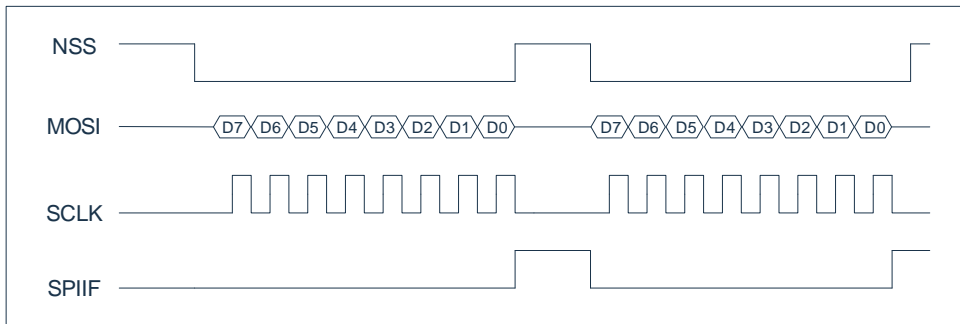 NSS
MOSI D7 D6 D5 D4 D3 D2 D1 D0 D7 D6 D5 D4 D3 D2 D1 D0
SCLK
SPIIF